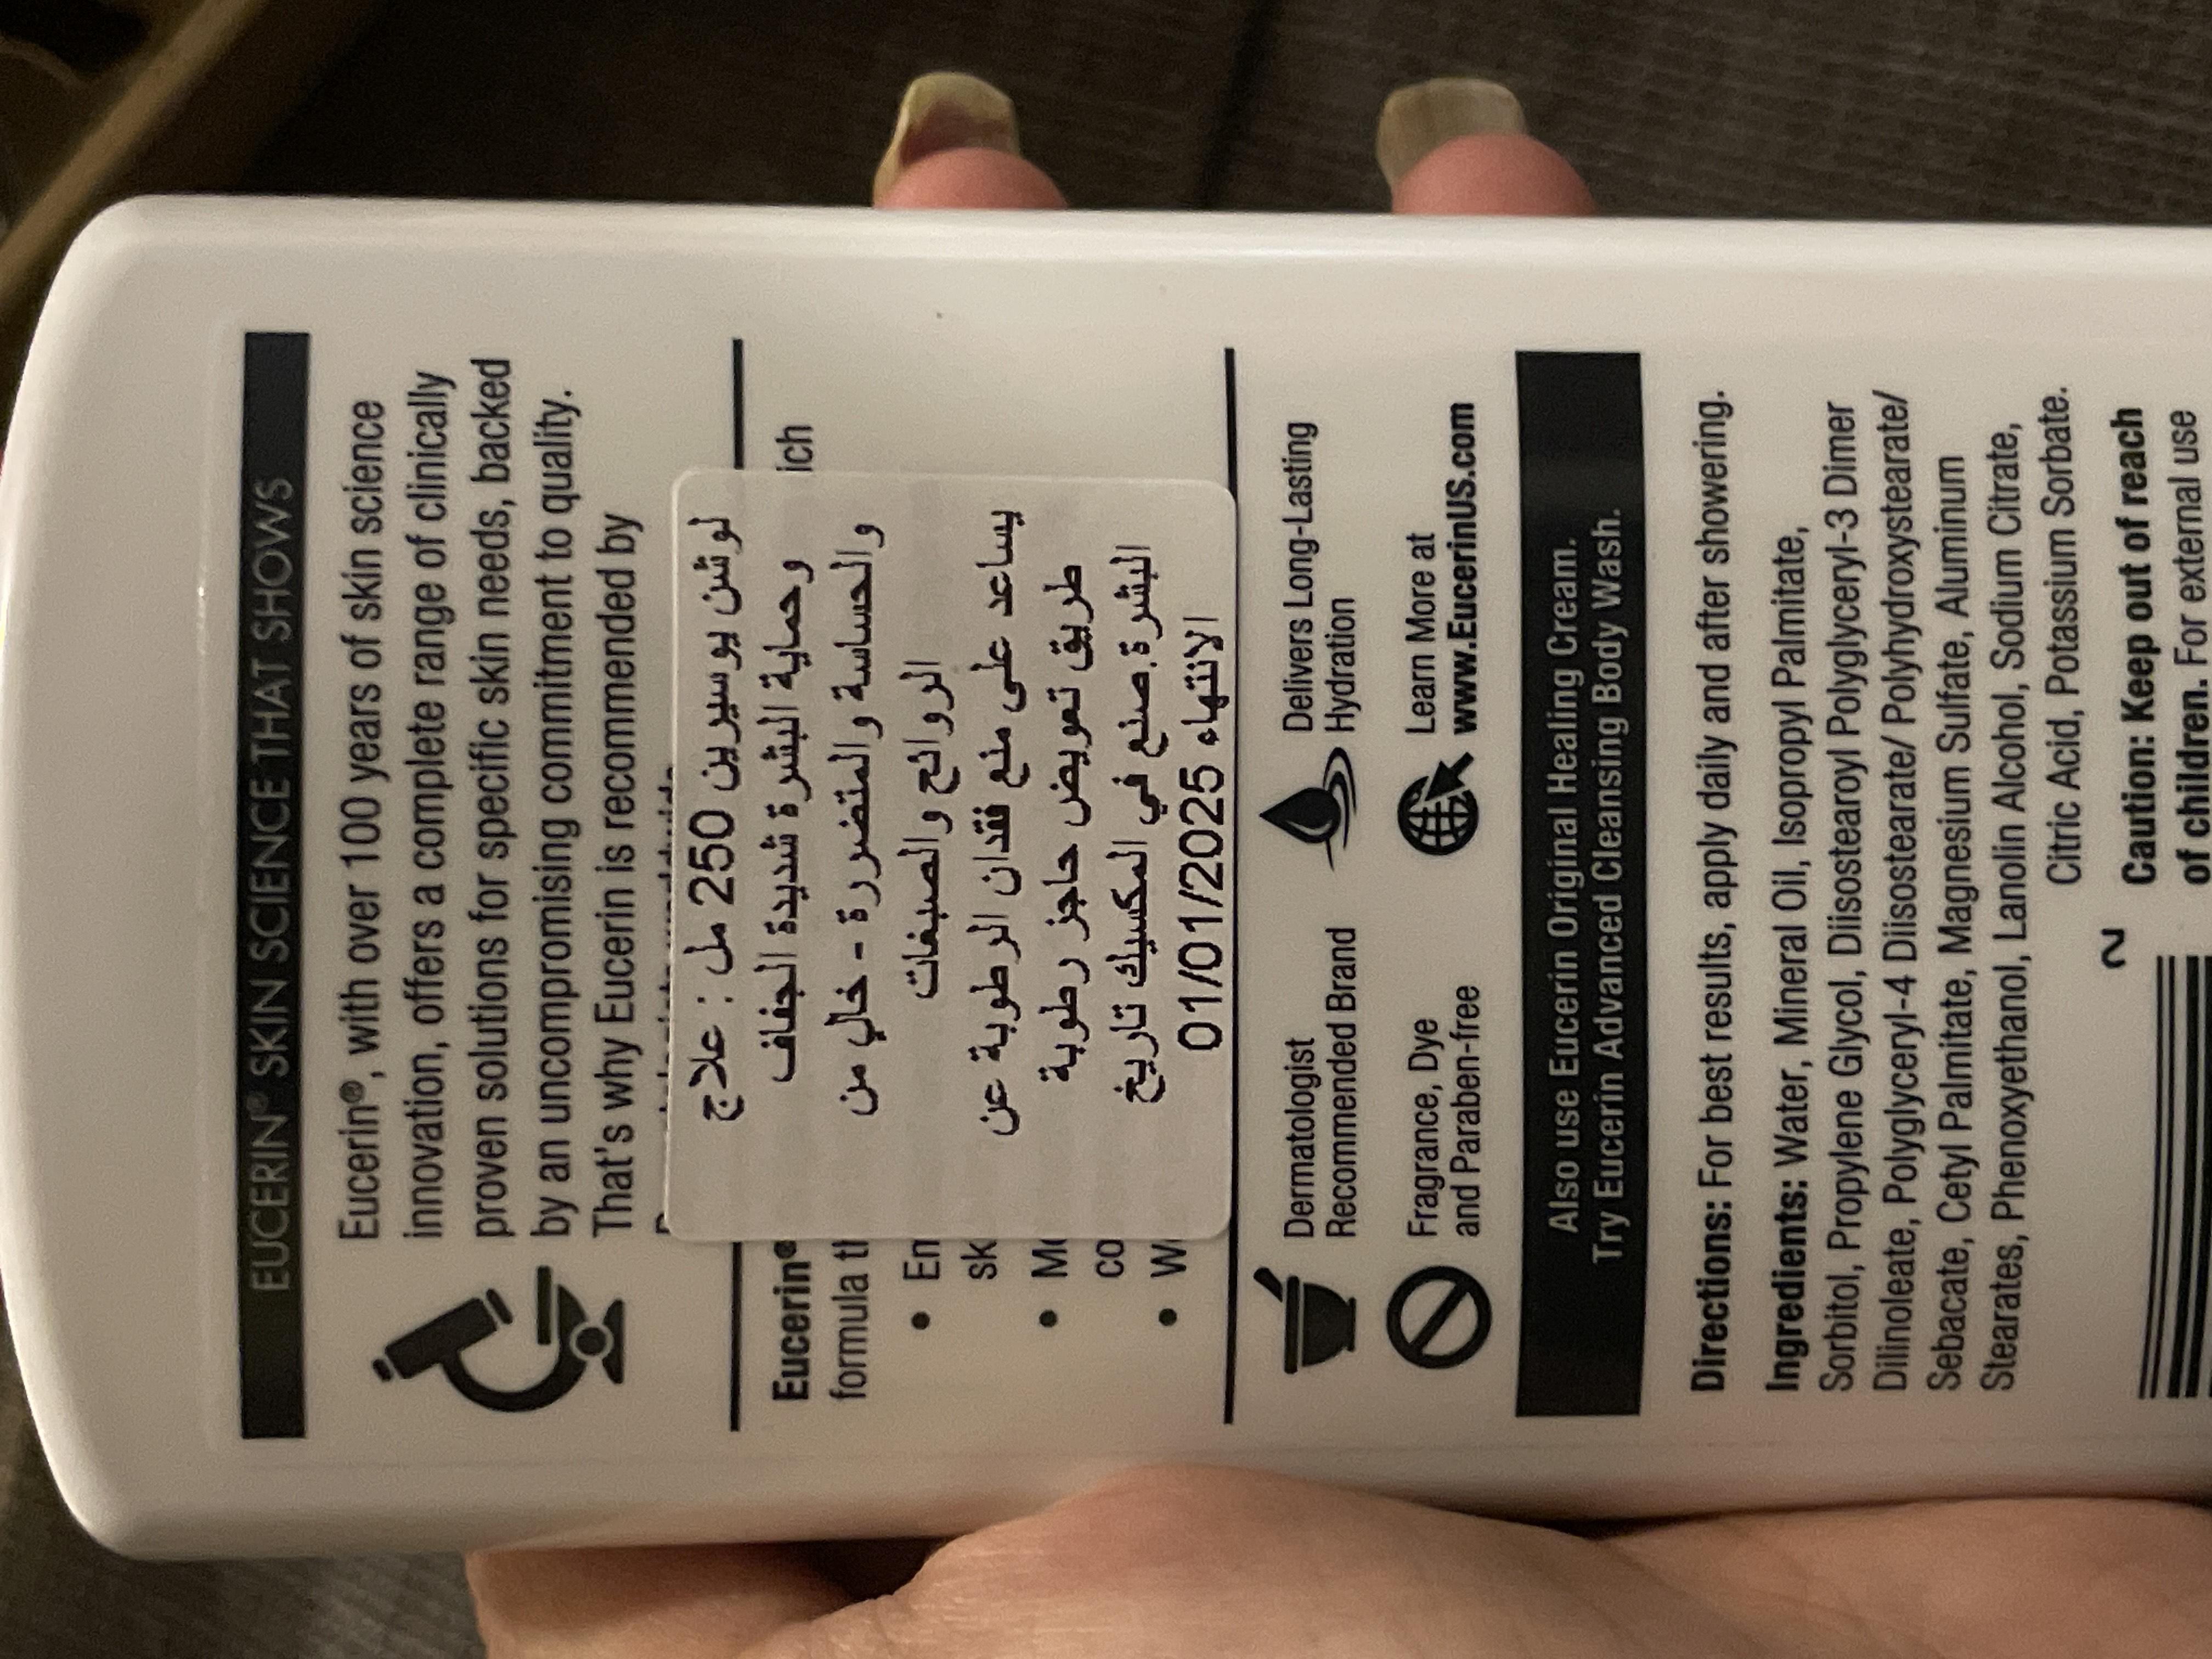 EUCERIN® SKIN SCIENCE THAT SHOWS
Eucerin®, with over 100 years of skin science
innovation, offers a complete range of clinically
proven solutions for specific skin needs, backed
by an uncompromising commitment to quality.
That's why Eucerin is recommended by
لوشن يوسيرين 250 مل : علاج
وحماية البشرة شديدة الجفاف
والحساسة والمتضررة - خالي من
الروائح والصبغات
يساعد على منع فقدان الرطوبة عن
طريق تعويض حاجز رطوبة
البشرة.صنع في المكسيك تاريخ
الانتهاء 01/01/2025
Eucerin®
formula
Delivers Long-Lasting
Hydration
Dermatologist
Recommended Brand
Learn More at
www.EucerinUS.com
Fragrance, Dye
and Paraben-free
Also use Eucerin Original Healing Cream.
Try Eucerin Advanced Cleansing Body Wash.
Directions: For best results, apply daily and after showering.
Ingredients: Water, Mineral Oil, Isopropyl Palmitate,
Sorbitol, Propylene Glycol, Diisostearoyl Polyglyceryl-3 Dimer
Dilinoleate, Polyglyceryl-4 Diisostearate/ Polyhydroxystearate/
Sebacate, Cetyl Palmitate, Magnesium Sulfate, Aluminum
Stearates, Phenoxyethanol, Lanolin Alcohol, Sodium Citrate,
Citric Acid, Potassium Sorbate.
Caution: Keep out of reach
of children. For external use